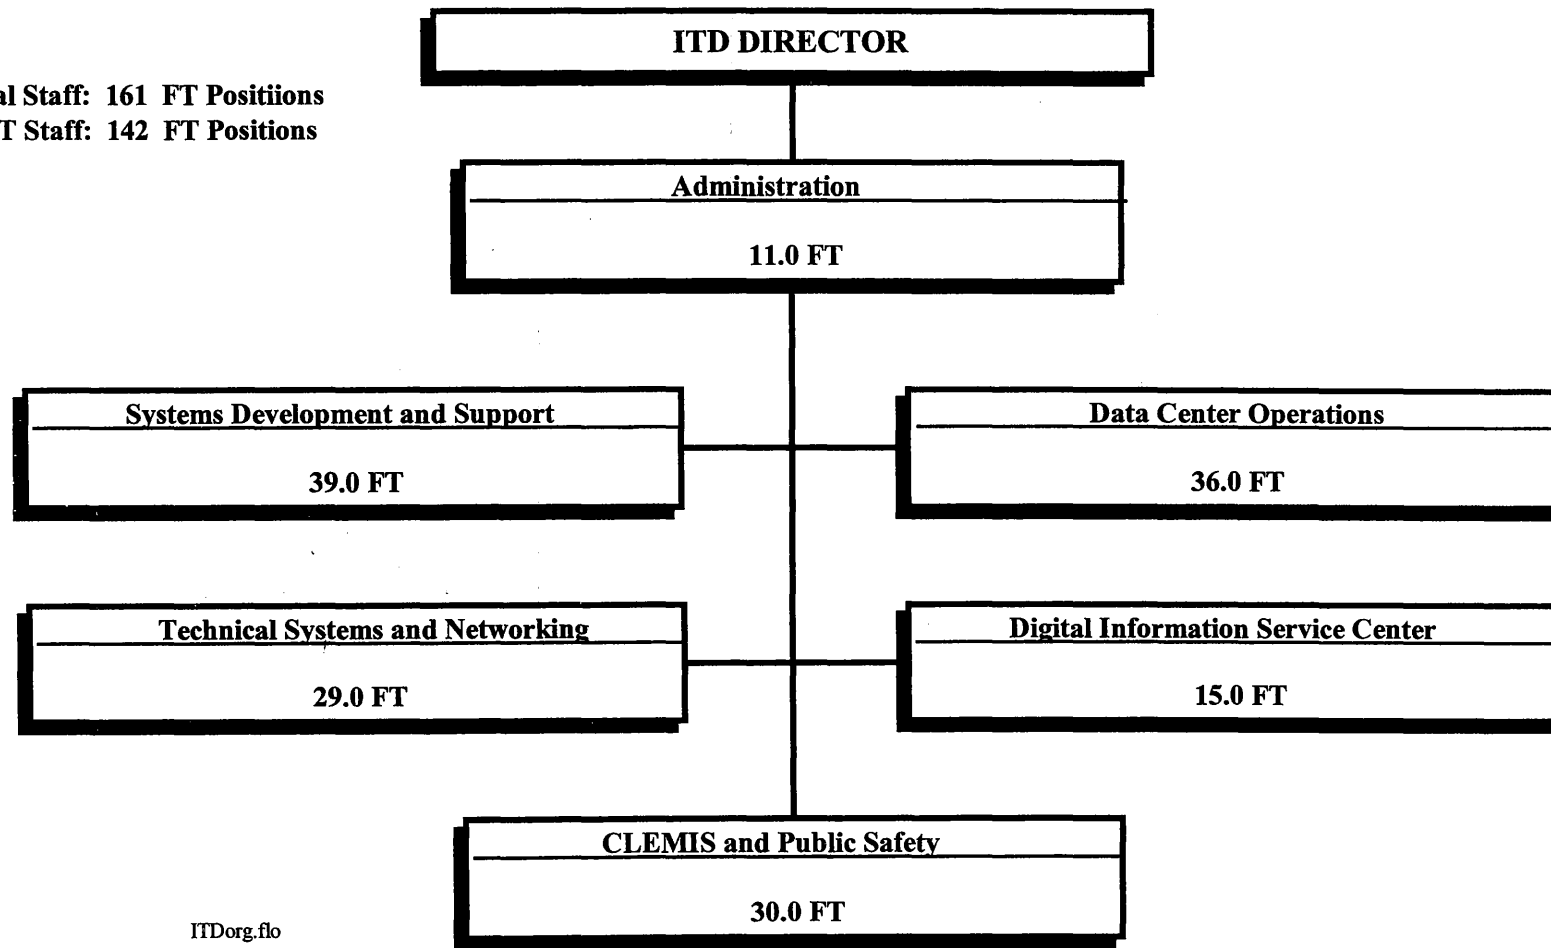 ITD DIRECTOR
al Staff: 161 FT Positiions
T Staff: 142 FT Positions
Administration
11.0 FT
Systems Development and Support
39.0 FT
Data Center Operations
36.0 FT
Technical Systems and Networking
29.0 FT
Digital Information Service Center
15.0 FT
CLEMIS and Public Safety
30.0 FT
ITDorg.flo